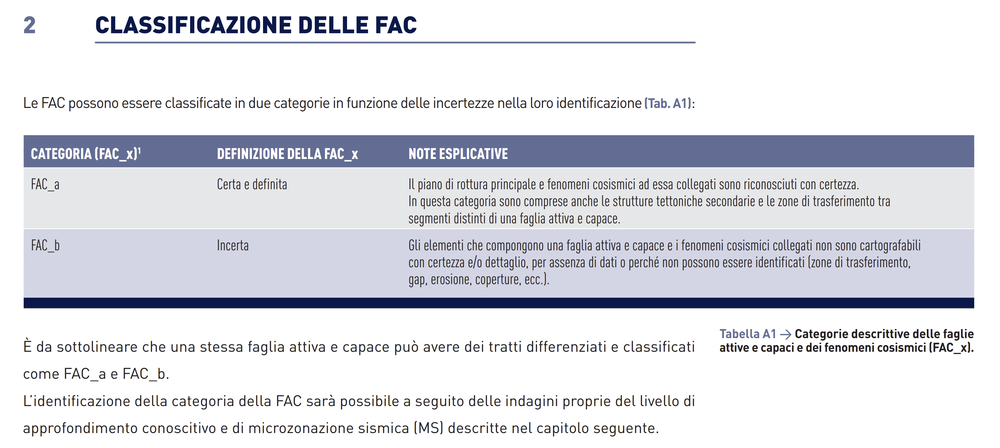 2 CLASSIFICAZIONE DELLE FAC
Le FAC possono essere classificate in due categorie in funzione delle incertezze nella loro identificazione (Tab. A1):
CATEGORIA (FAC_x)¹ DEFINIZIONE DELLA FAC_x NOTE ESPLICATIVE
FAC_a Certa e definita Il piano di rottura principale e fenomeni cosismici ad essa collegati sono riconosciuti con certezza.
In questa categoria sono comprese anche le strutture tettoniche secondarie e le zone di trasferimento tra
segmenti distinti di una faglia attiva e capace.
FAC_b Incerta Gli elementi che compongono una faglia attiva e capace e i fenomeni cosismici collegati non sono cartografabili
con certezza e/o dettaglio, per assenza di dati o perché non possono essere identificati (zone di trasferimento,
gap, erosione, coperture, ecc.).
Tabella A1 → Categorie descrittive delle faglie
attive e capaci e dei fenomeni cosismici (FAC_x).
È da sottolineare che una stessa faglia attiva e capace può avere dei tratti differenziati e classificati
come FAC_a e FAC_b.
L’identificazione della categoria della FAC sarà possibile a seguito delle indagini proprie del livello di
approfondimento conoscitivo e di microzonazione sismica (MS) descritte nel capitolo seguente.